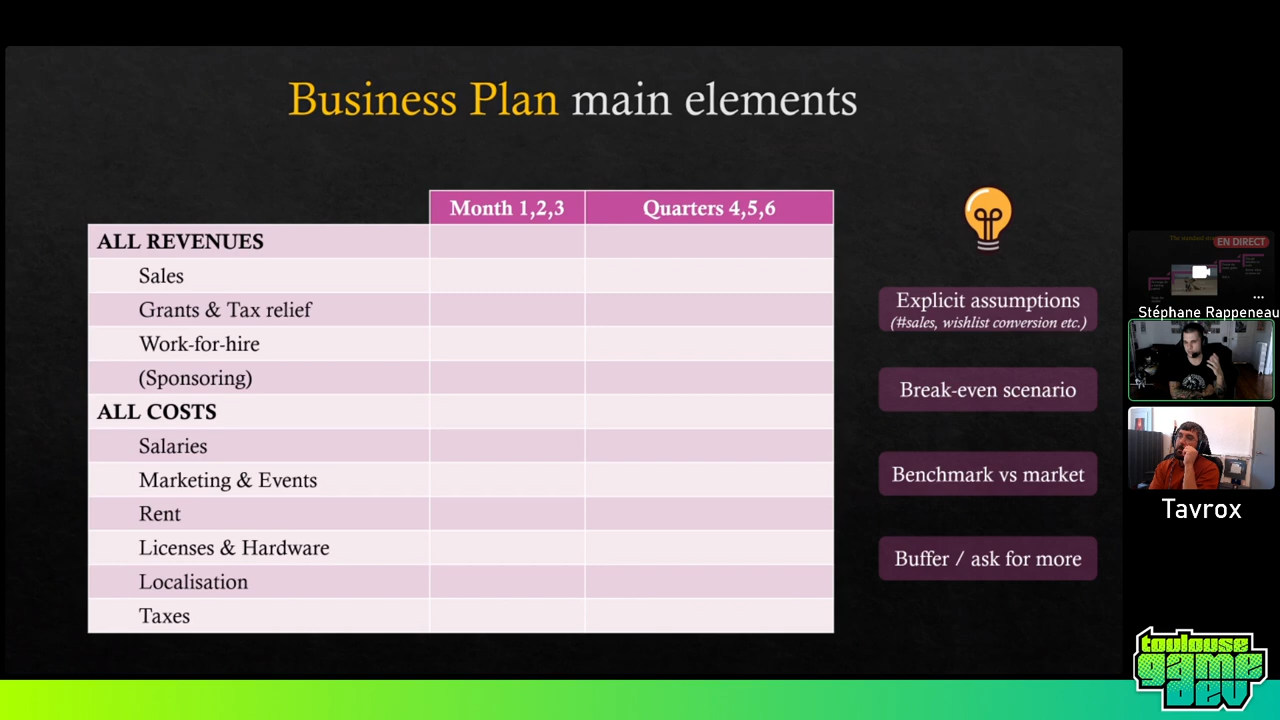 Business Plan main elements
Month 1,2,3
Quarters 4,5,6
ALL REVENUES
Sales
Grants & Tax relief
Work-for-hire
(Sponsoring)
ALL COSTS
Salaries
Marketing & Events
Rent
Licenses & Hardware
Localisation
Taxes
Explicit assumptions
(#sales, wishlist conversion etc.)
Break-even scenario
Benchmark vs market
Buffer / ask for more
EN DIRECT
...
Stéphane Rappeneau
Tavrox
toulouse
game
dev